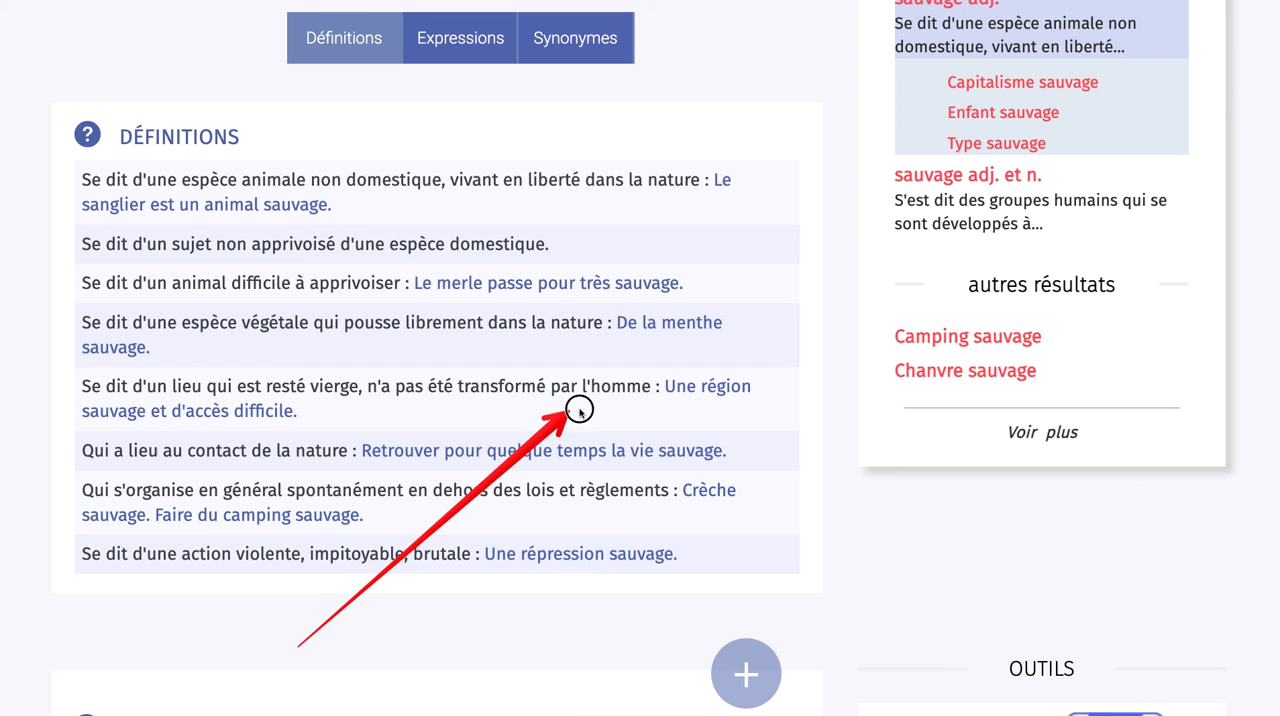 Définitions
Expressions
Synonymes
? DÉFINITIONS
Se dit d'une espèce animale non domestique, vivant en liberté dans la nature : Le
sanglier est un animal sauvage.
Se dit d'un sujet non apprivoisé d'une espèce domestique.
Se dit d'un animal difficile à apprivoiser : Le merle passe pour très sauvage.
Se dit d'une espèce végétale qui pousse librement dans la nature : De la menthe
sauvage.
Se dit d'un lieu qui est resté vierge, n'a pas été transformé par l'homme : Une région
sauvage et d'accès difficile.
Qui a lieu au contact de la nature : Retrouver pour quelque temps la vie sauvage.
Qui s'organise en général spontanément en dehors des lois et règlements : Crèche
sauvage. Faire du camping sauvage.
Se dit d'une action violente, impitoyable, brutale : Une répression sauvage.
+
sauvage adj.
Se dit d'une espèce animale non
domestique, vivant en liberté...
Capitalisme sauvage
Enfant sauvage
Type sauvage
sauvage adj. et n.
S'est dit des groupes humains qui se
sont développés à...
autres résultats
Camping sauvage
Chanvre sauvage
Voir plus
OUTILS